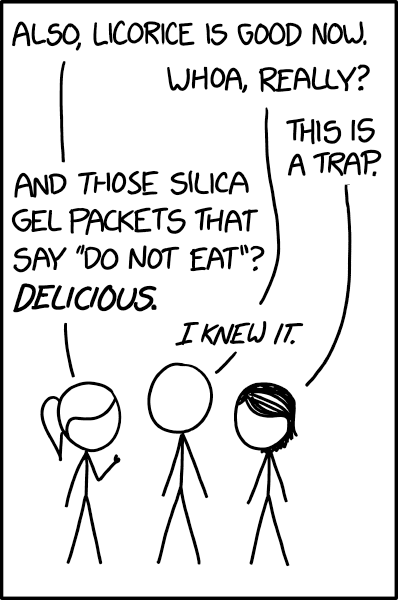 ALSO, LICORICE IS GOOD NOW.
WHOA, REALLY?
THIS IS
A TRAP.
AND THOSE SILICA
GEL PACKETS THAT
SAY "DO NOT EAT"?
DELICIOUS.
I KNEW IT.